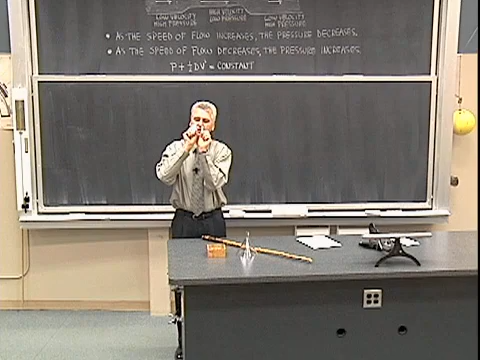 LOW VELOCITY HIGH VELOCITY LOW VELOCITY
HIGH PRESSURE LOW PRESSURE HIGH PRESSURE
• AS THE SPEED OF FLOW INCREASES, THE PRESSURE DECREASES.
• AS THE SPEED OF FLOW DECREASES, THE PRESSURE INCREASES.
P + ½DV² = CONSTANT